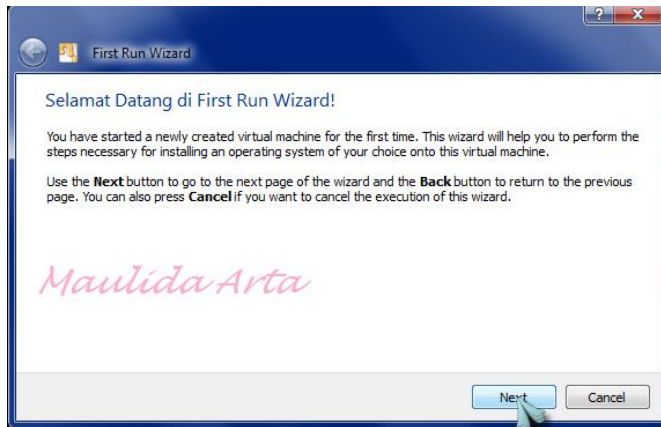 First Run Wizard
Selamat Datang di First Run Wizard!
You have started a newly created virtual machine for the first time. This wizard will help you to perform the
steps necessary for installing an operating system of your choice onto this virtual machine.
Use the Next button to go to the next page of the wizard and the Back button to return to the previous
page. You can also press Cancel if you want to cancel the execution of this wizard.
Maulida Arta
Next Cancel